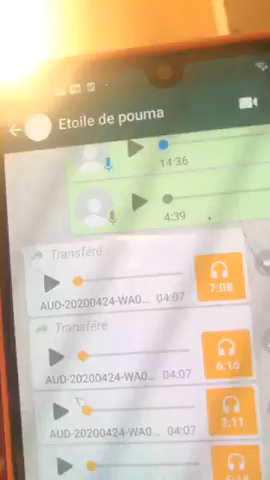 Etoile de pouma
14:36
4:39
Transféré
7:08
AUD-20200424-WA0... 04:07
Transféré
6:15
AUD-20200424-WA0... 04:07
3:11
AUD-20200424-WA0... 04:07